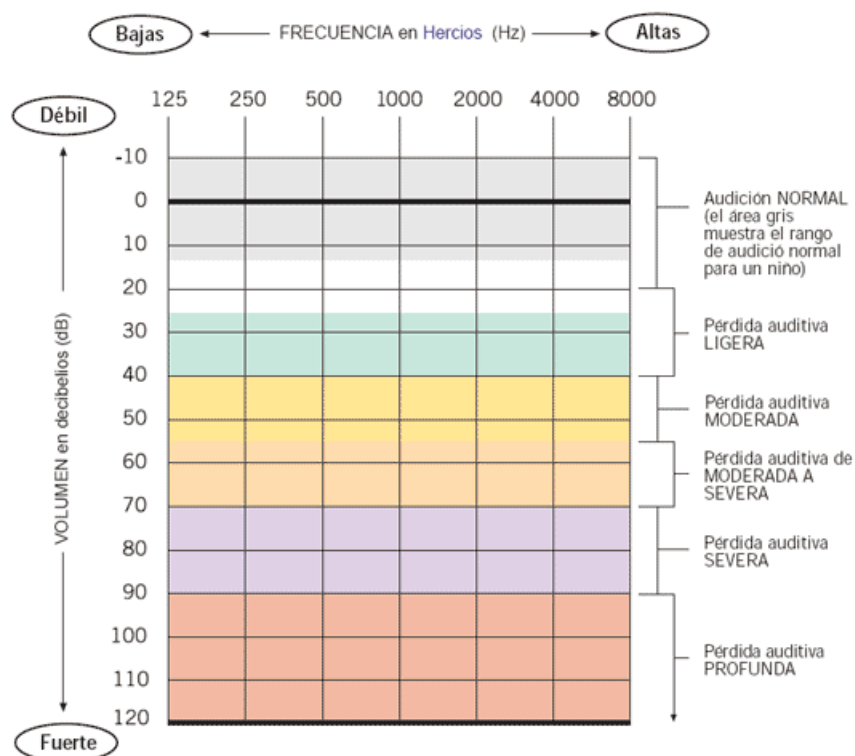 Bajas
FRECUENCIA en Hercios (Hz)
Altas
Débil
125 250 500 1000 2000 4000 8000
-10
0
10
20
30
40
50
60
70
80
90
100
110
120
VOLUMEN en decibelios (dB)
Fuerte
Audición NORMAL
(el área gris
muestra el rango
de audició normal
para un niño)
Pérdida auditiva
LIGERA
Pérdida auditiva
MODERADA
Pérdida auditiva de
MODERADA A
SEVERA
Pérdida auditiva
SEVERA
Pérdida auditiva
PROFUNDA